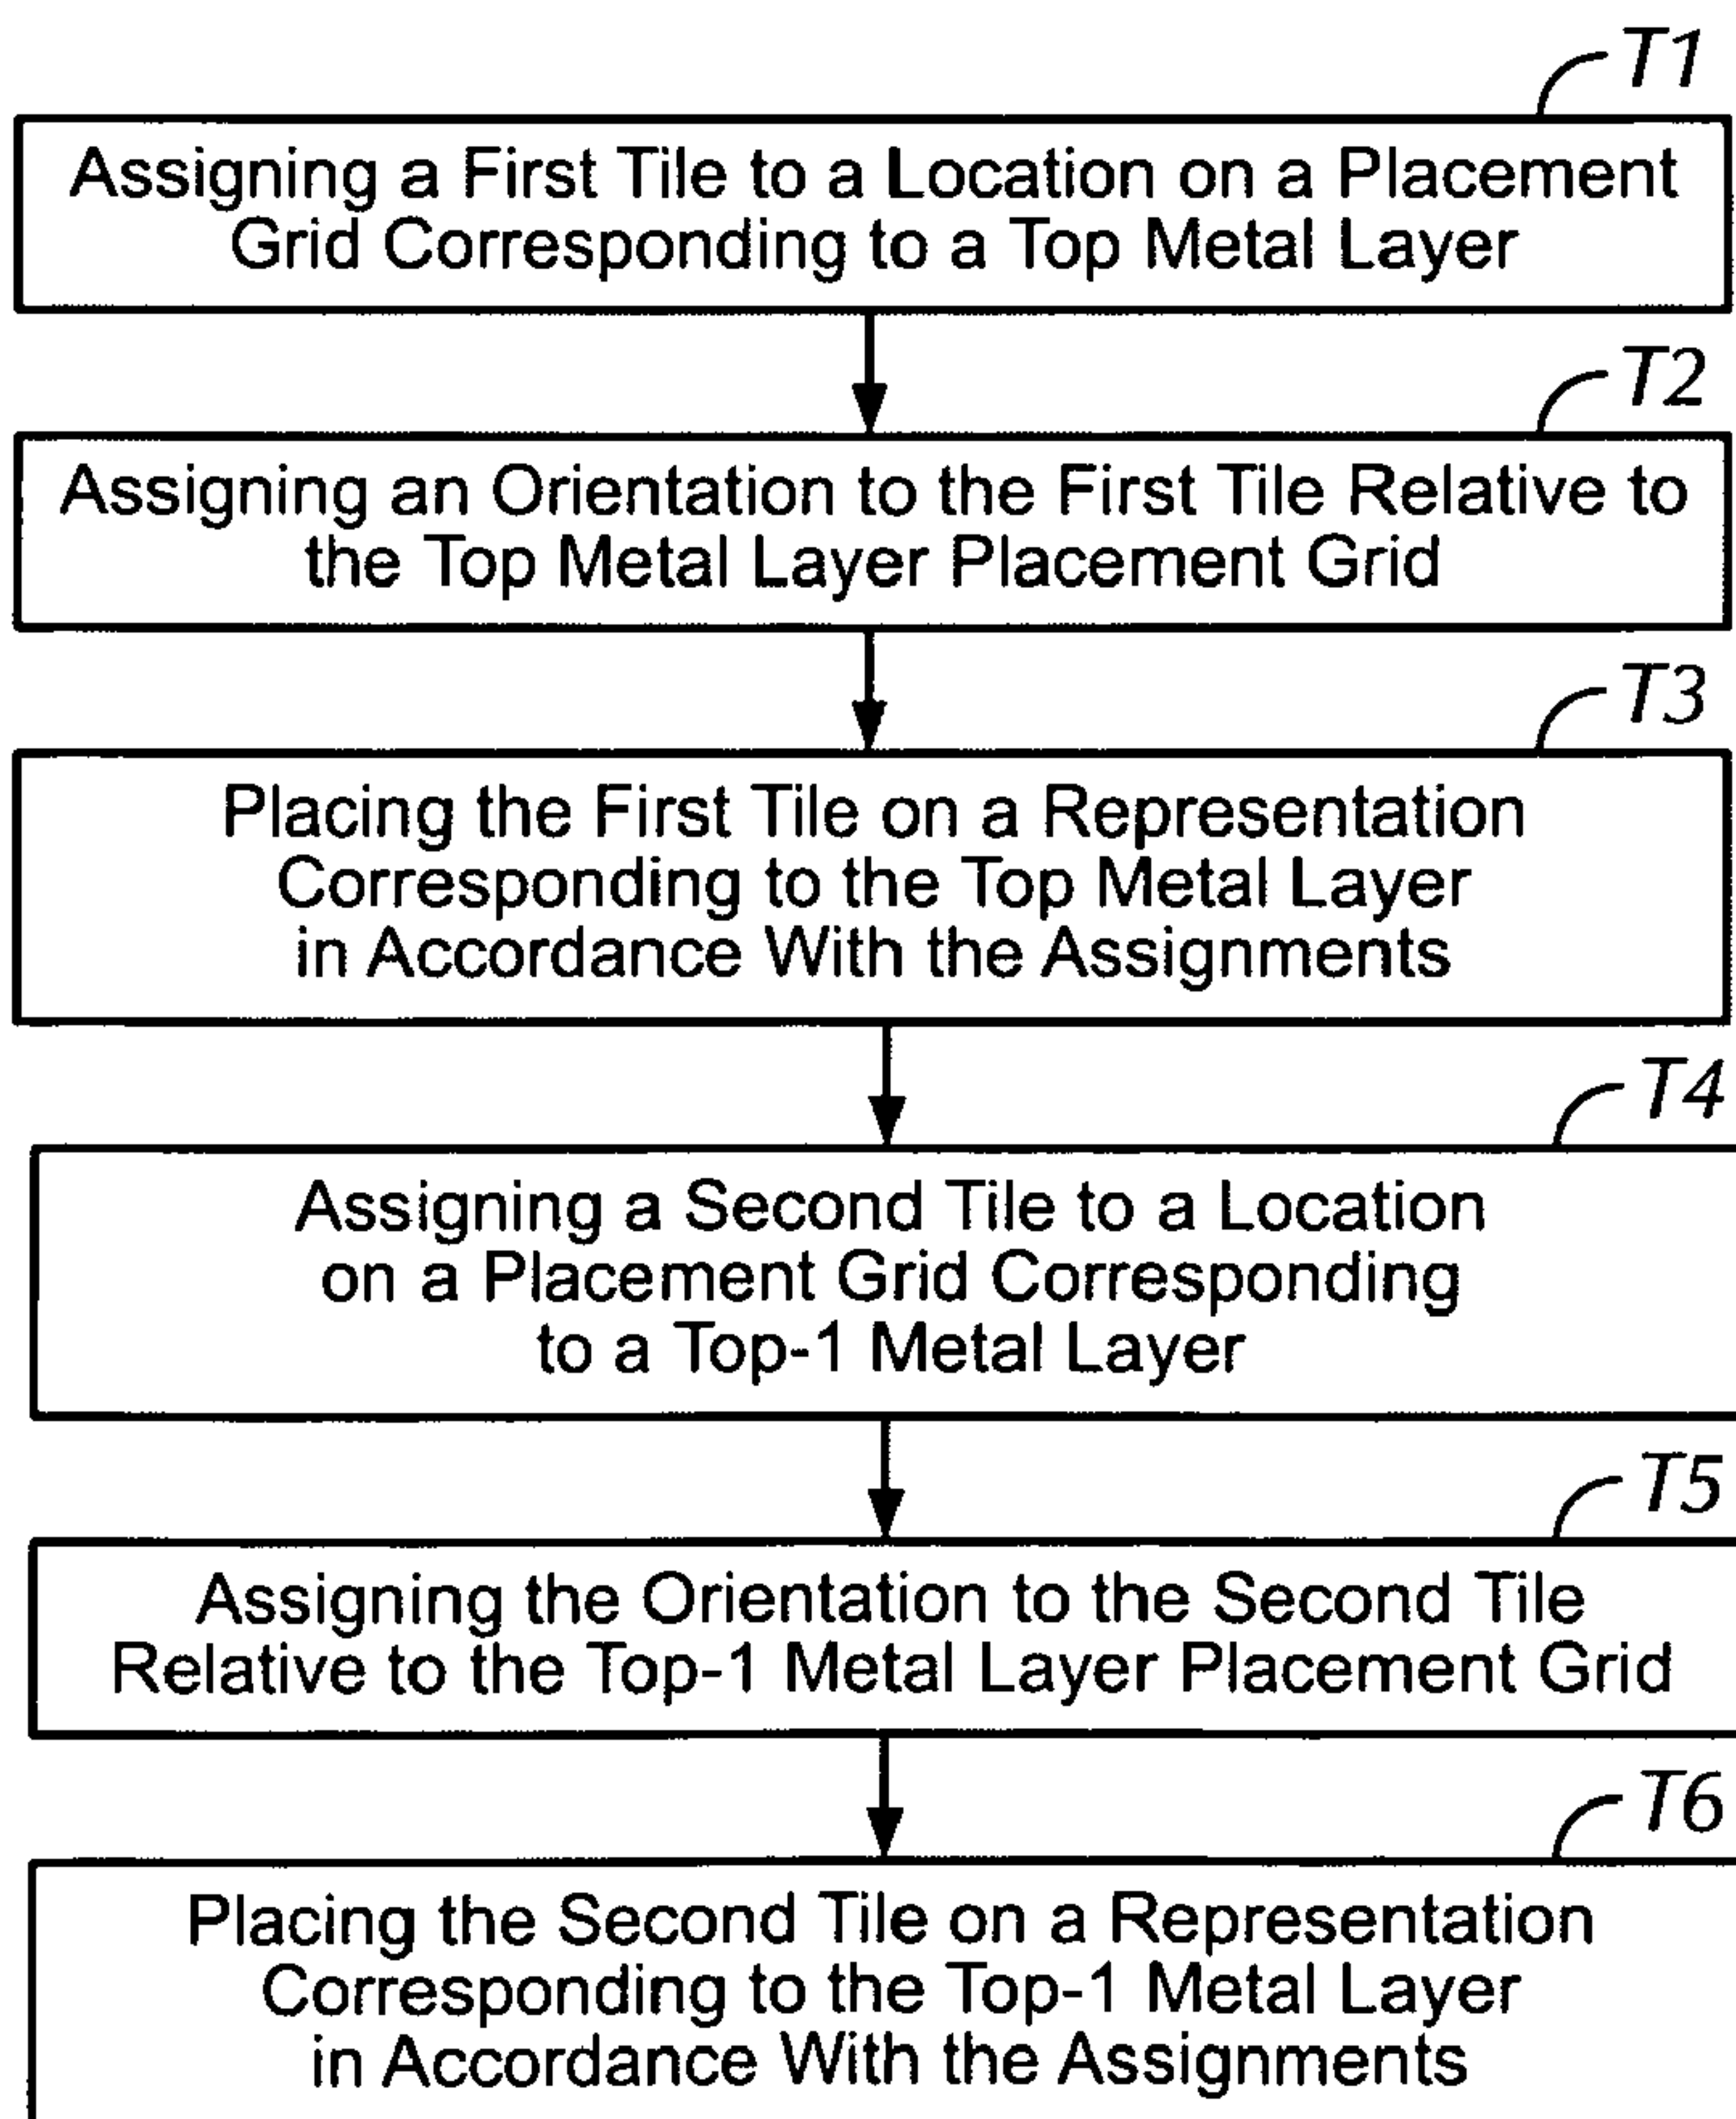 T1
Assigning a First Tile to a Location on a Placement
Grid Corresponding to a Top Metal Layer
T2
Assigning an Orientation to the First Tile Relative to
the Top Metal Layer Placement Grid
T3
Placing the First Tile on a Representation
Corresponding to the Top Metal Layer
in Accordance With the Assignments
T4
Assigning a Second Tile to a Location
on a Placement Grid Corresponding
to a Top-1 Metal Layer
T5
Assigning the Orientation to the Second Tile
Relative to the Top-1 Metal Layer Placement Grid
T6
Placing the Second Tile on a Representation
Corresponding to the Top-1 Metal Layer
in Accordance With the Assignments